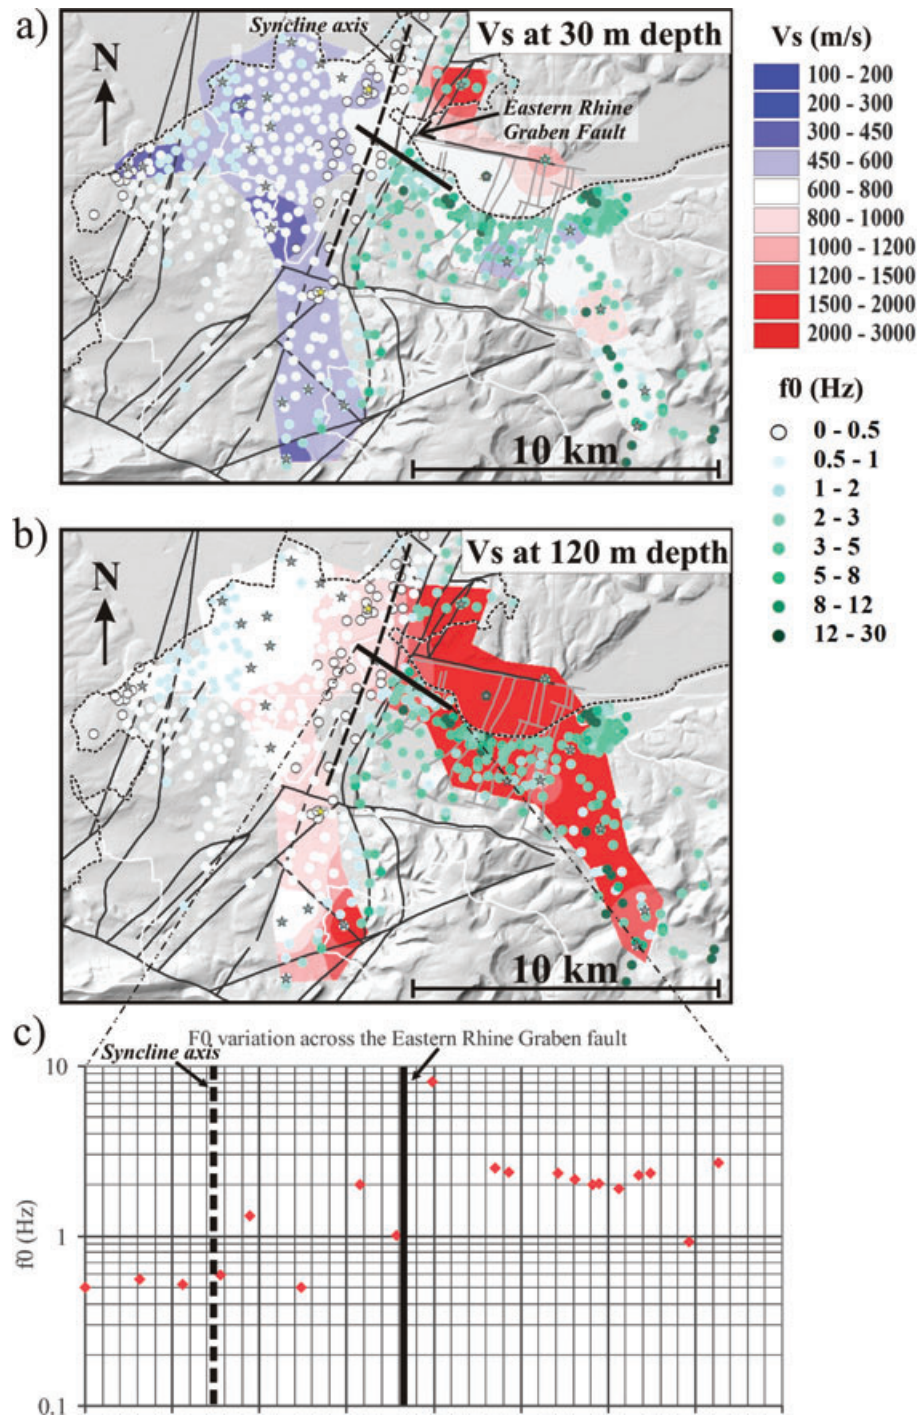 a)
Syncline axis
Vs at 30 m depth
N
Eastern Rhine
Graben Fault
10 km
Vs (m/s)
100 - 200
200 - 300
300 - 450
450 - 600
600 - 800
800 - 1000
1000 - 1200
1200 - 1500
1500 - 2000
2000 - 3000
f0 (Hz)
0 - 0.5
0.5 - 1
1 - 2
2 - 3
3 - 5
5 - 8
8 - 12
12 - 30
b)
Vs at 120 m depth
N
10 km
c)
F0 variation across the Eastern Rhine Graben fault
Syncline axis
10
1
0.1
f0 (Hz)